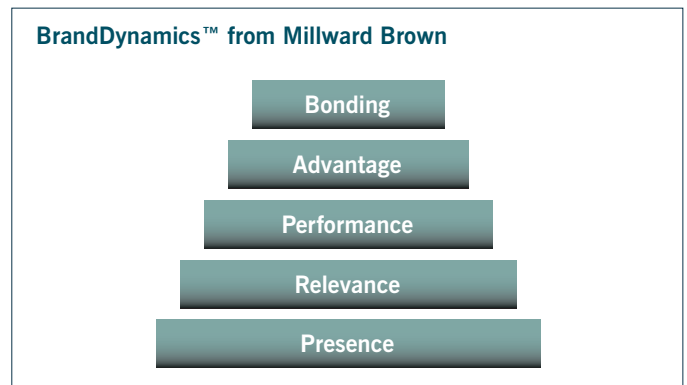 BrandDynamics™ from Millward Brown
Bonding
Advantage
Performance
Relevance
Presence